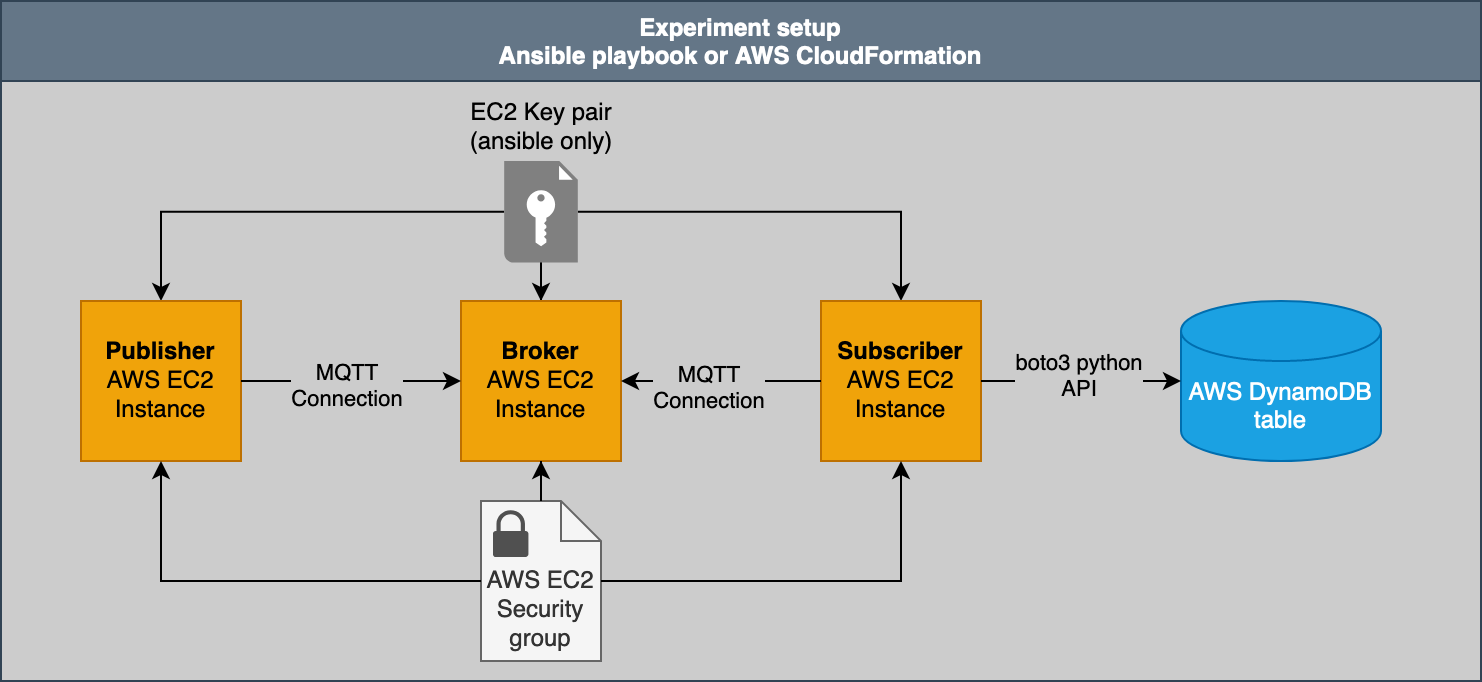 Experiment setup
Ansible playbook or AWS CloudFormation
EC2 Key pair
(ansible only)
Publisher
AWS EC2
Instance
MQTT
Connection
Broker
AWS EC2
Instance
MQTT
Connection
Subscriber
AWS EC2
Instance
boto3 python
API
AWS DynamoDB
table
AWS EC2
Security
group